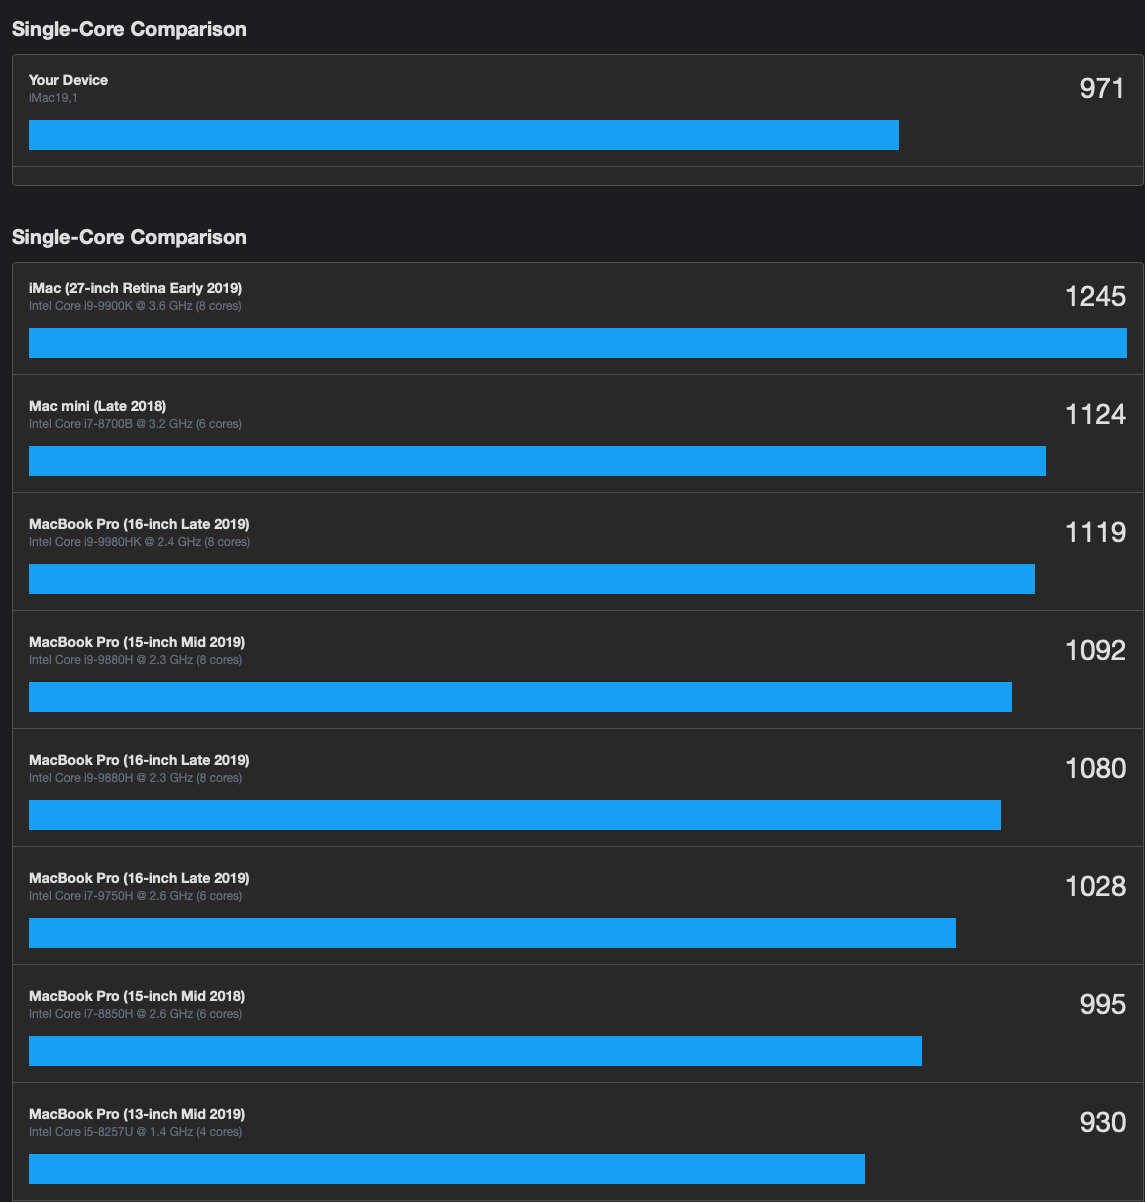 Single-Core Comparison
Your Device
971
iMac19,1
Single-Core Comparison
iMac (27-inch Retina Early 2019)
1245
Intel Core i9-9900K @ 3.6 GHz (8 cores)
Mac mini (Late 2018)
1124
Intel Core i7-8700B @ 3.2 GHz (6 cores)
MacBook Pro (16-inch Late 2019)
1119
Intel Core i9-9980HK @ 2.4 GHz (8 cores)
MacBook Pro (15-inch Mid 2019)
1092
Intel Core i9-9880H @ 2.3 GHz (8 cores)
MacBook Pro (16-inch Late 2019)
1080
Intel Core i9-9880H @ 2.3 GHz (8 cores)
MacBook Pro (16-inch Late 2019)
1028
Intel Core i7-9750H @ 2.6 GHz (6 cores)
MacBook Pro (15-inch Mid 2018)
995
Intel Core i7-8850H @ 2.6 GHz (6 cores)
MacBook Pro (13-inch Mid 2019)
930
Intel Core i5-8257U @ 1.4 GHz (4 cores)